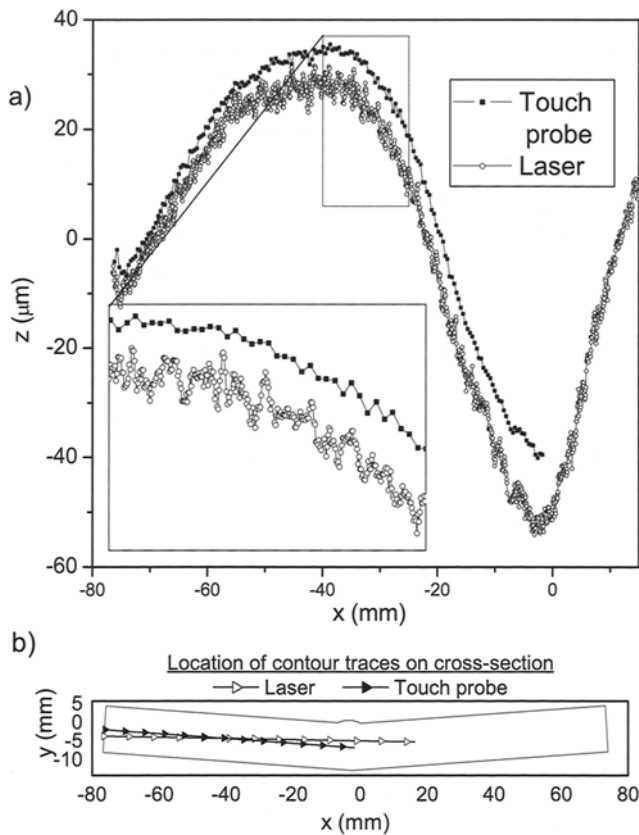 a)
40
20
0
-20
-40
-60
z (μm)
Touch
probe
Laser
-80 -60 -40 -20 0
x (mm)
b)
Location of contour traces on cross-section
Laser Touch probe
5
0
-5
-10
y (mm)
-80 -60 -40 -20 0 20 40 60 80
x (mm)